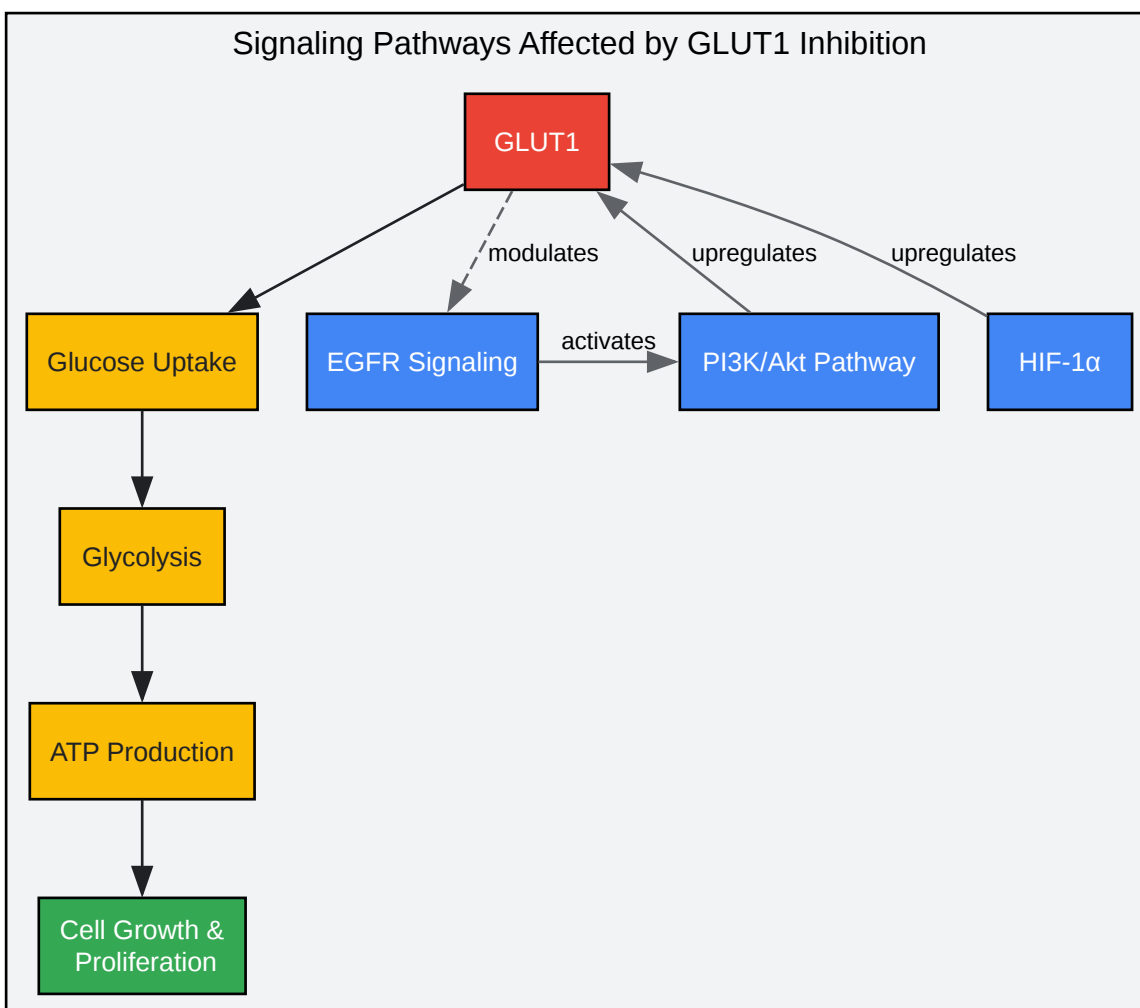 Signaling Pathways Affected by GLUT1 Inhibition
GLUT1
modulates
upregulates
upregulates
Glucose Uptake
EGFR Signaling
activates
PI3K/Akt Pathway
HIF-1α
Glycolysis
ATP Production
Cell Growth &
Proliferation